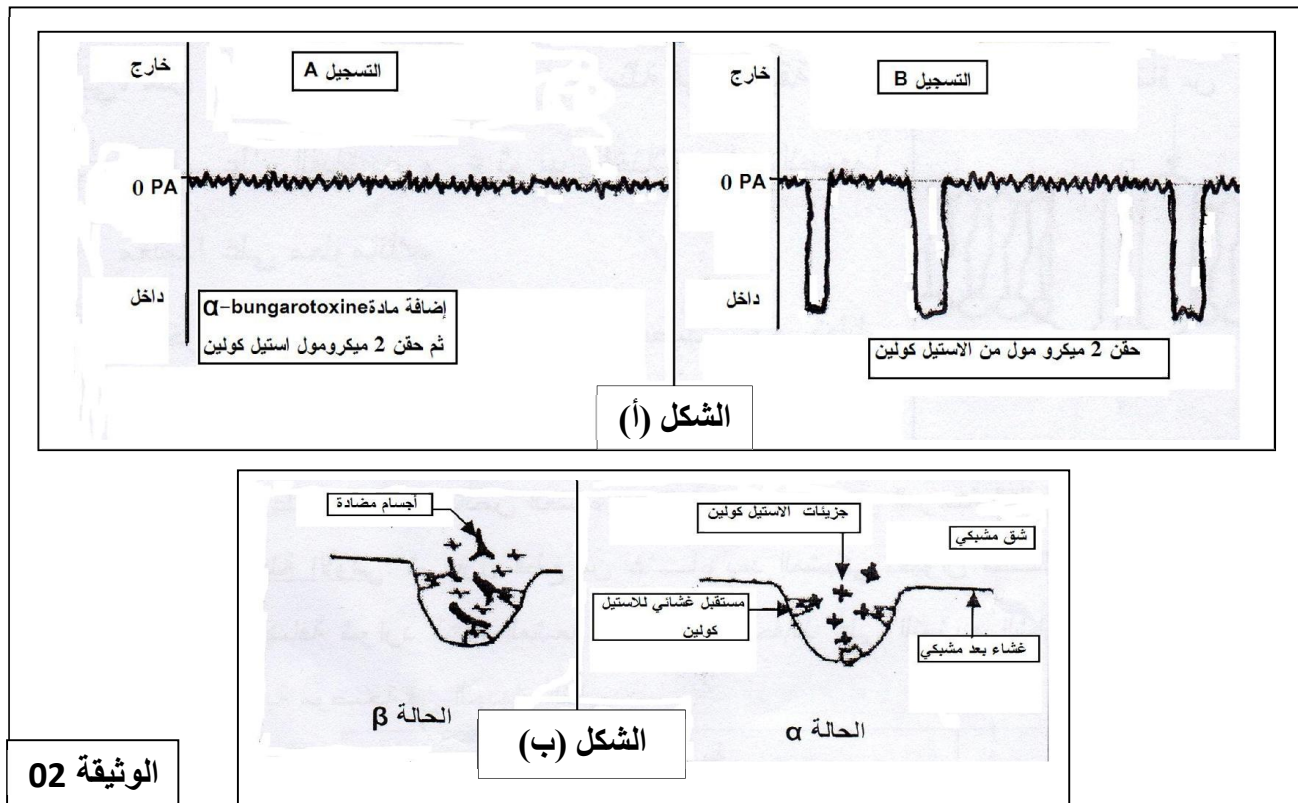 خارج
التسجيل A
0 PA
داخل
إضافة مادة α-bungarotoxine
ثم حقن 2 ميكرومول استيل كولين
خارج
التسجيل B
0 PA
داخل
حقن 2 ميكرو مول من الاستيل كولين
الشكل (أ)
جزيئات الاستيل كولين
شق مشبكي
مستقبل غشائي للاستيل
كولين
غشاء بعد مشبكي
الحالة α
أجسام مضادة
الحالة β
الشكل (ب)
الوثيقة 02